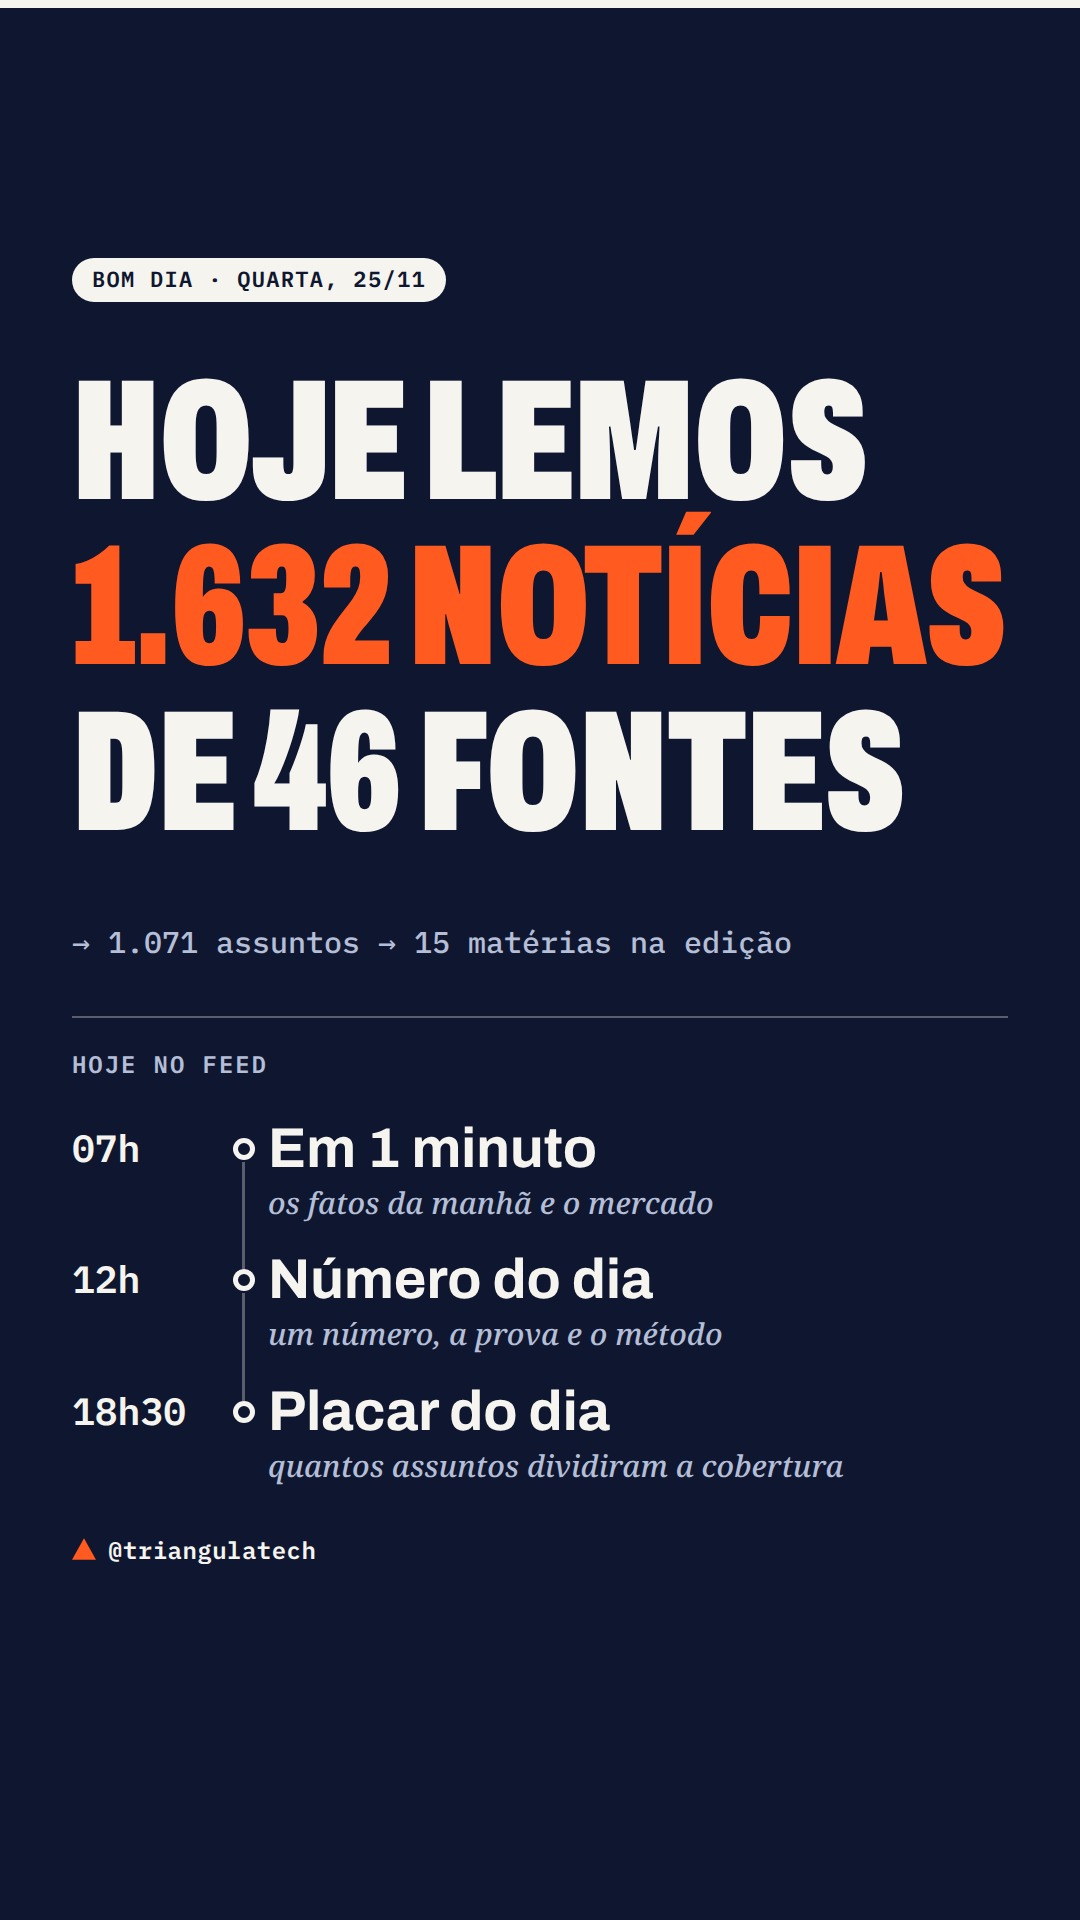 BOM DIA · QUARTA, 25/11
HOJE LEMOS
1.632 NOTÍCIAS
DE 46 FONTES
→ 1.071 assuntos → 15 matérias na edição
HOJE NO FEED
07h Em 1 minuto
os fatos da manhã e o mercado
12h Número do dia
um número, a prova e o método
18h30 Placar do dia
quantos assuntos dividiram a cobertura
@triangulatech